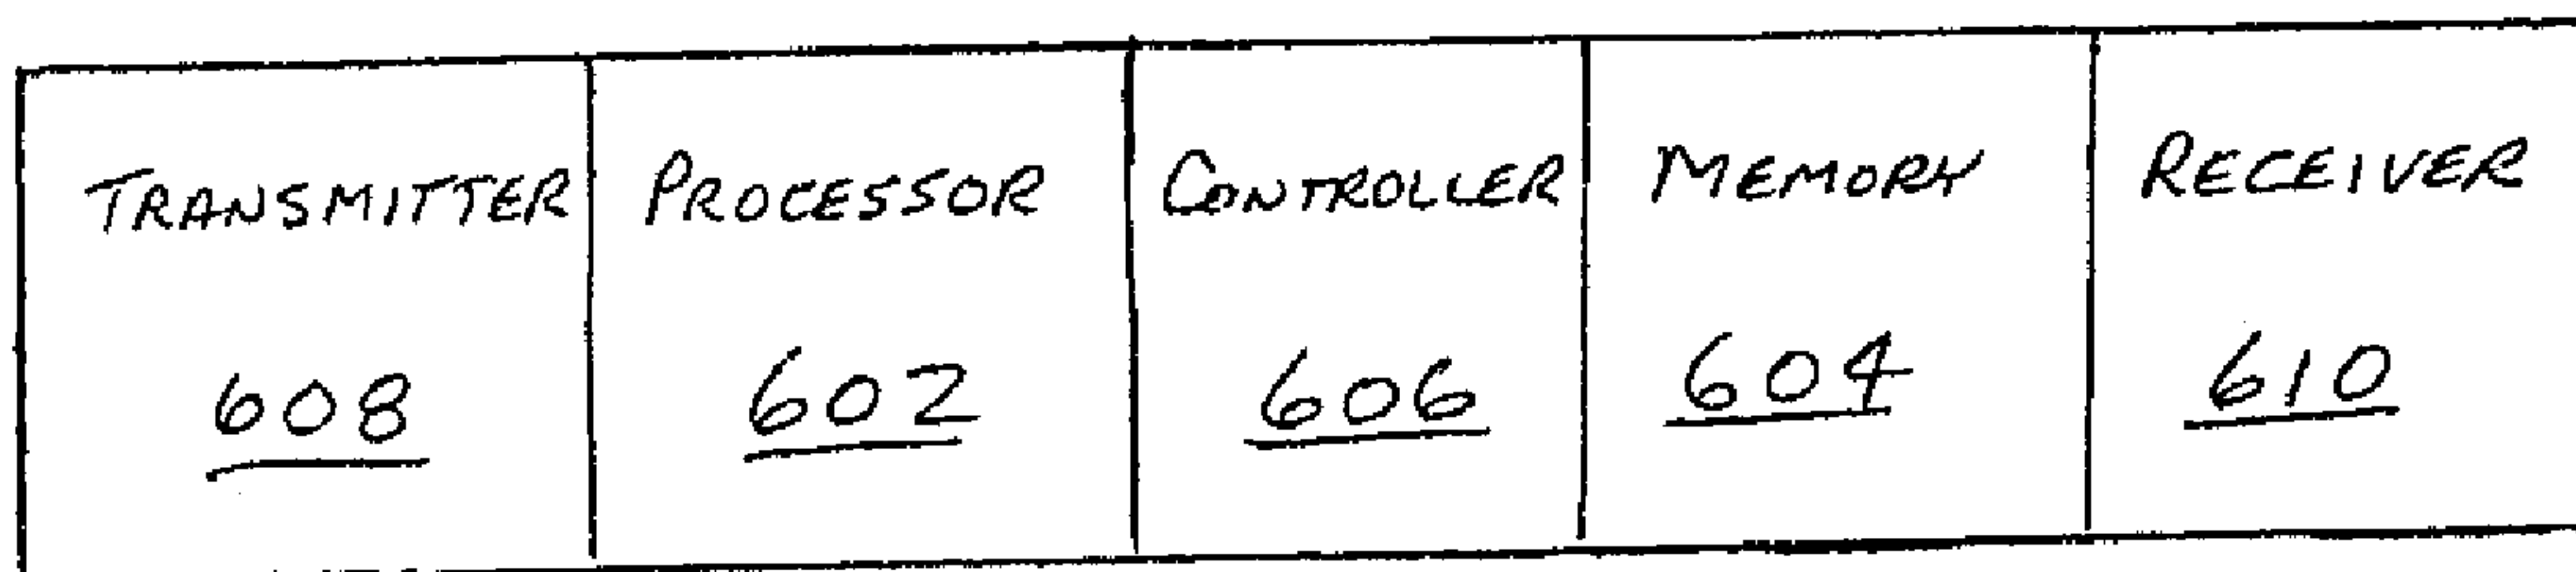 TRANSMITTER PROCESSOR CONTROLLER MEMORY RECEIVER
608 602 606 604 610